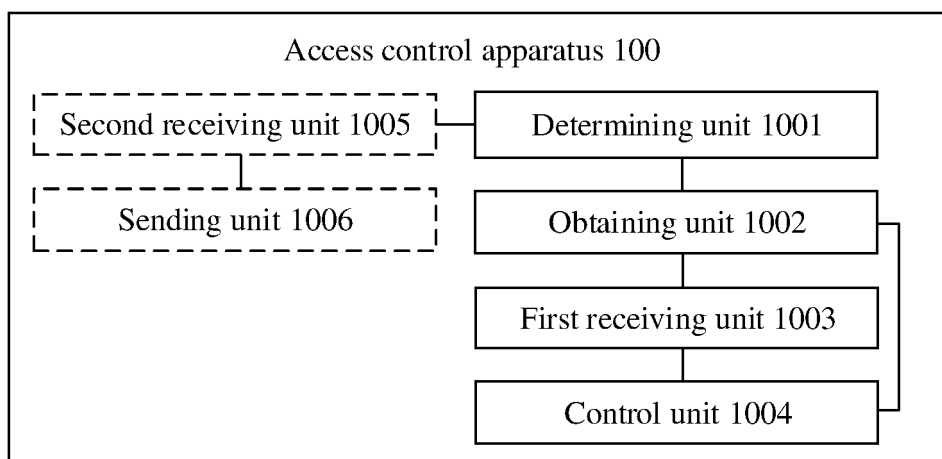 Access control apparatus 100
Second receiving unit 1005
Determining unit 1001
Sending unit 1006
Obtaining unit 1002
First receiving unit 1003
Control unit 1004